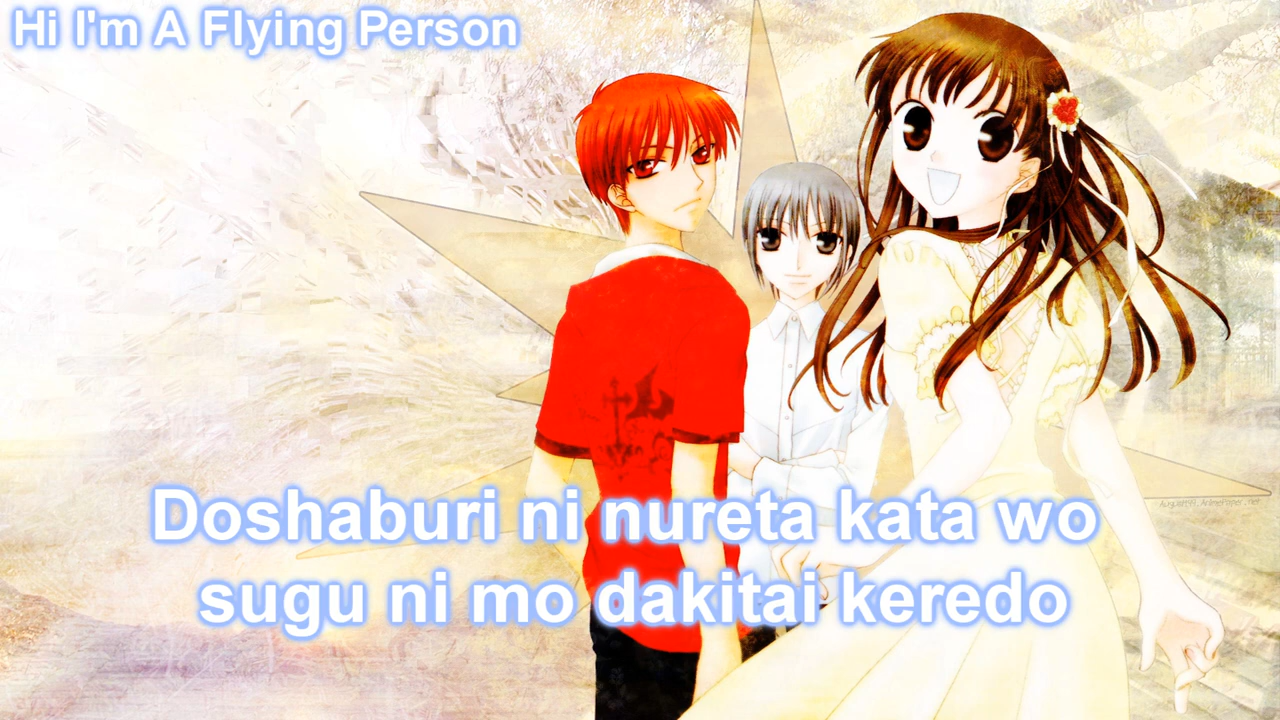 Hi I'm A Flying Person
Doshaburi ni nureta kata wo
sugu ni mo dakitai keredo